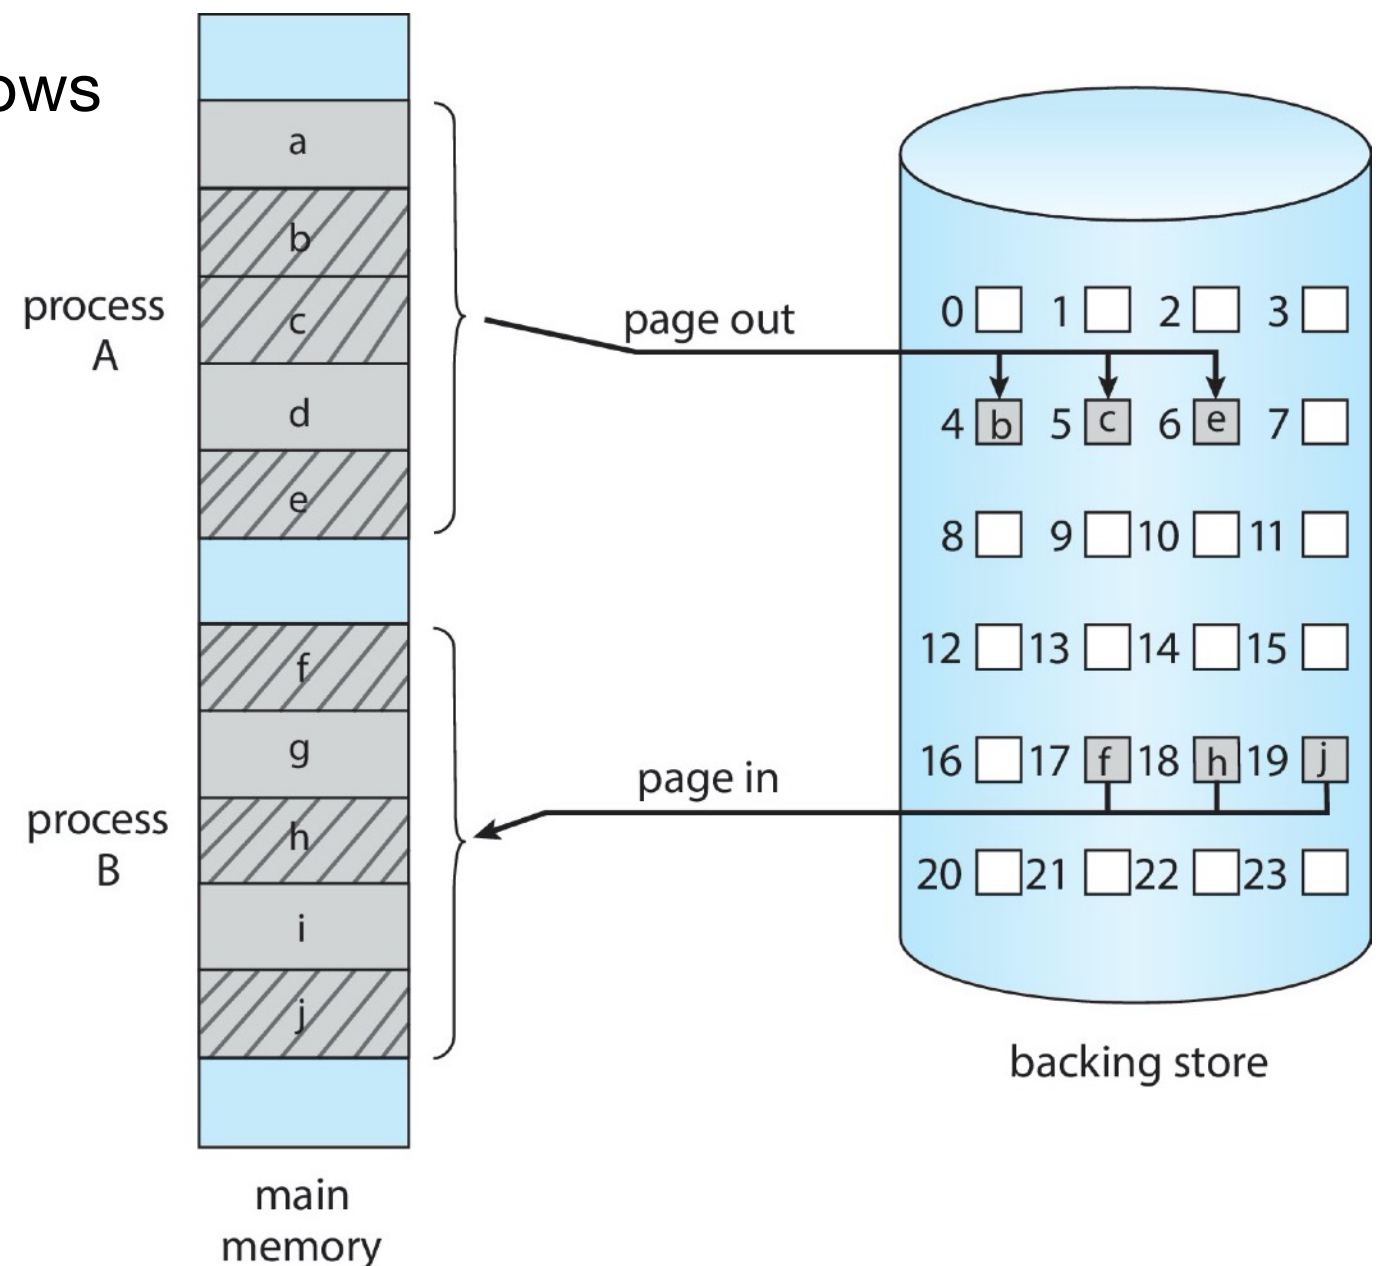 ows
a
b
process
A
c
d
e
page out
0 1 2 3
4 b 5 c 6 e 7
8 9 10 11
12 13 14 15
f
g
process
B
h
i
j
page in
16 17 f 18 h 19 j
20 21 22 23
backing store
main
memory